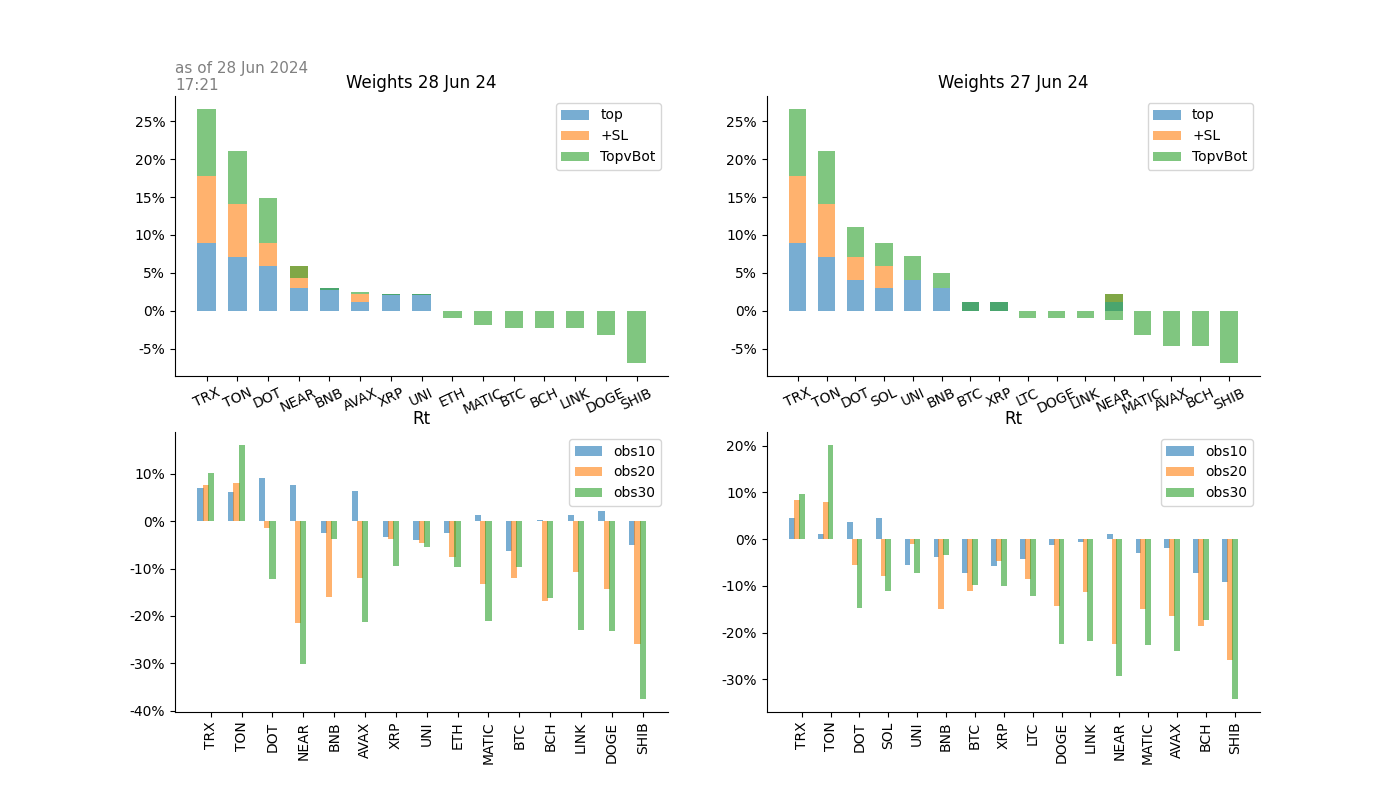 as of 28 Jun 2024
17:21
Weights 28 Jun 24
top
+SL
TopvBot
25%
20%
15%
10%
5%
0%
-5%
TRX TON DOT NEAR BNB AVAX XRP UNI ETH MATIC BTC BCH LINK DOGE SHIB
Weights 27 Jun 24
top
+SL
TopvBot
25%
20%
15%
10%
5%
0%
-5%
TRX TON DOT SOL UNI BNB BTC XRP LTC DOGE LINK NEAR MATIC AVAX BCH SHIB
Rt
obs10
obs20
obs30
10%
0%
-10%
-20%
-30%
-40%
TRX TON DOT NEAR BNB AVAX XRP UNI ETH MATIC BTC BCH LINK DOGE SHIB
Rt
obs10
obs20
obs30
20%
10%
0%
-10%
-20%
-30%
TRX TON DOT SOL UNI BNB BTC XRP LTC DOGE LINK NEAR MATIC AVAX BCH SHIB